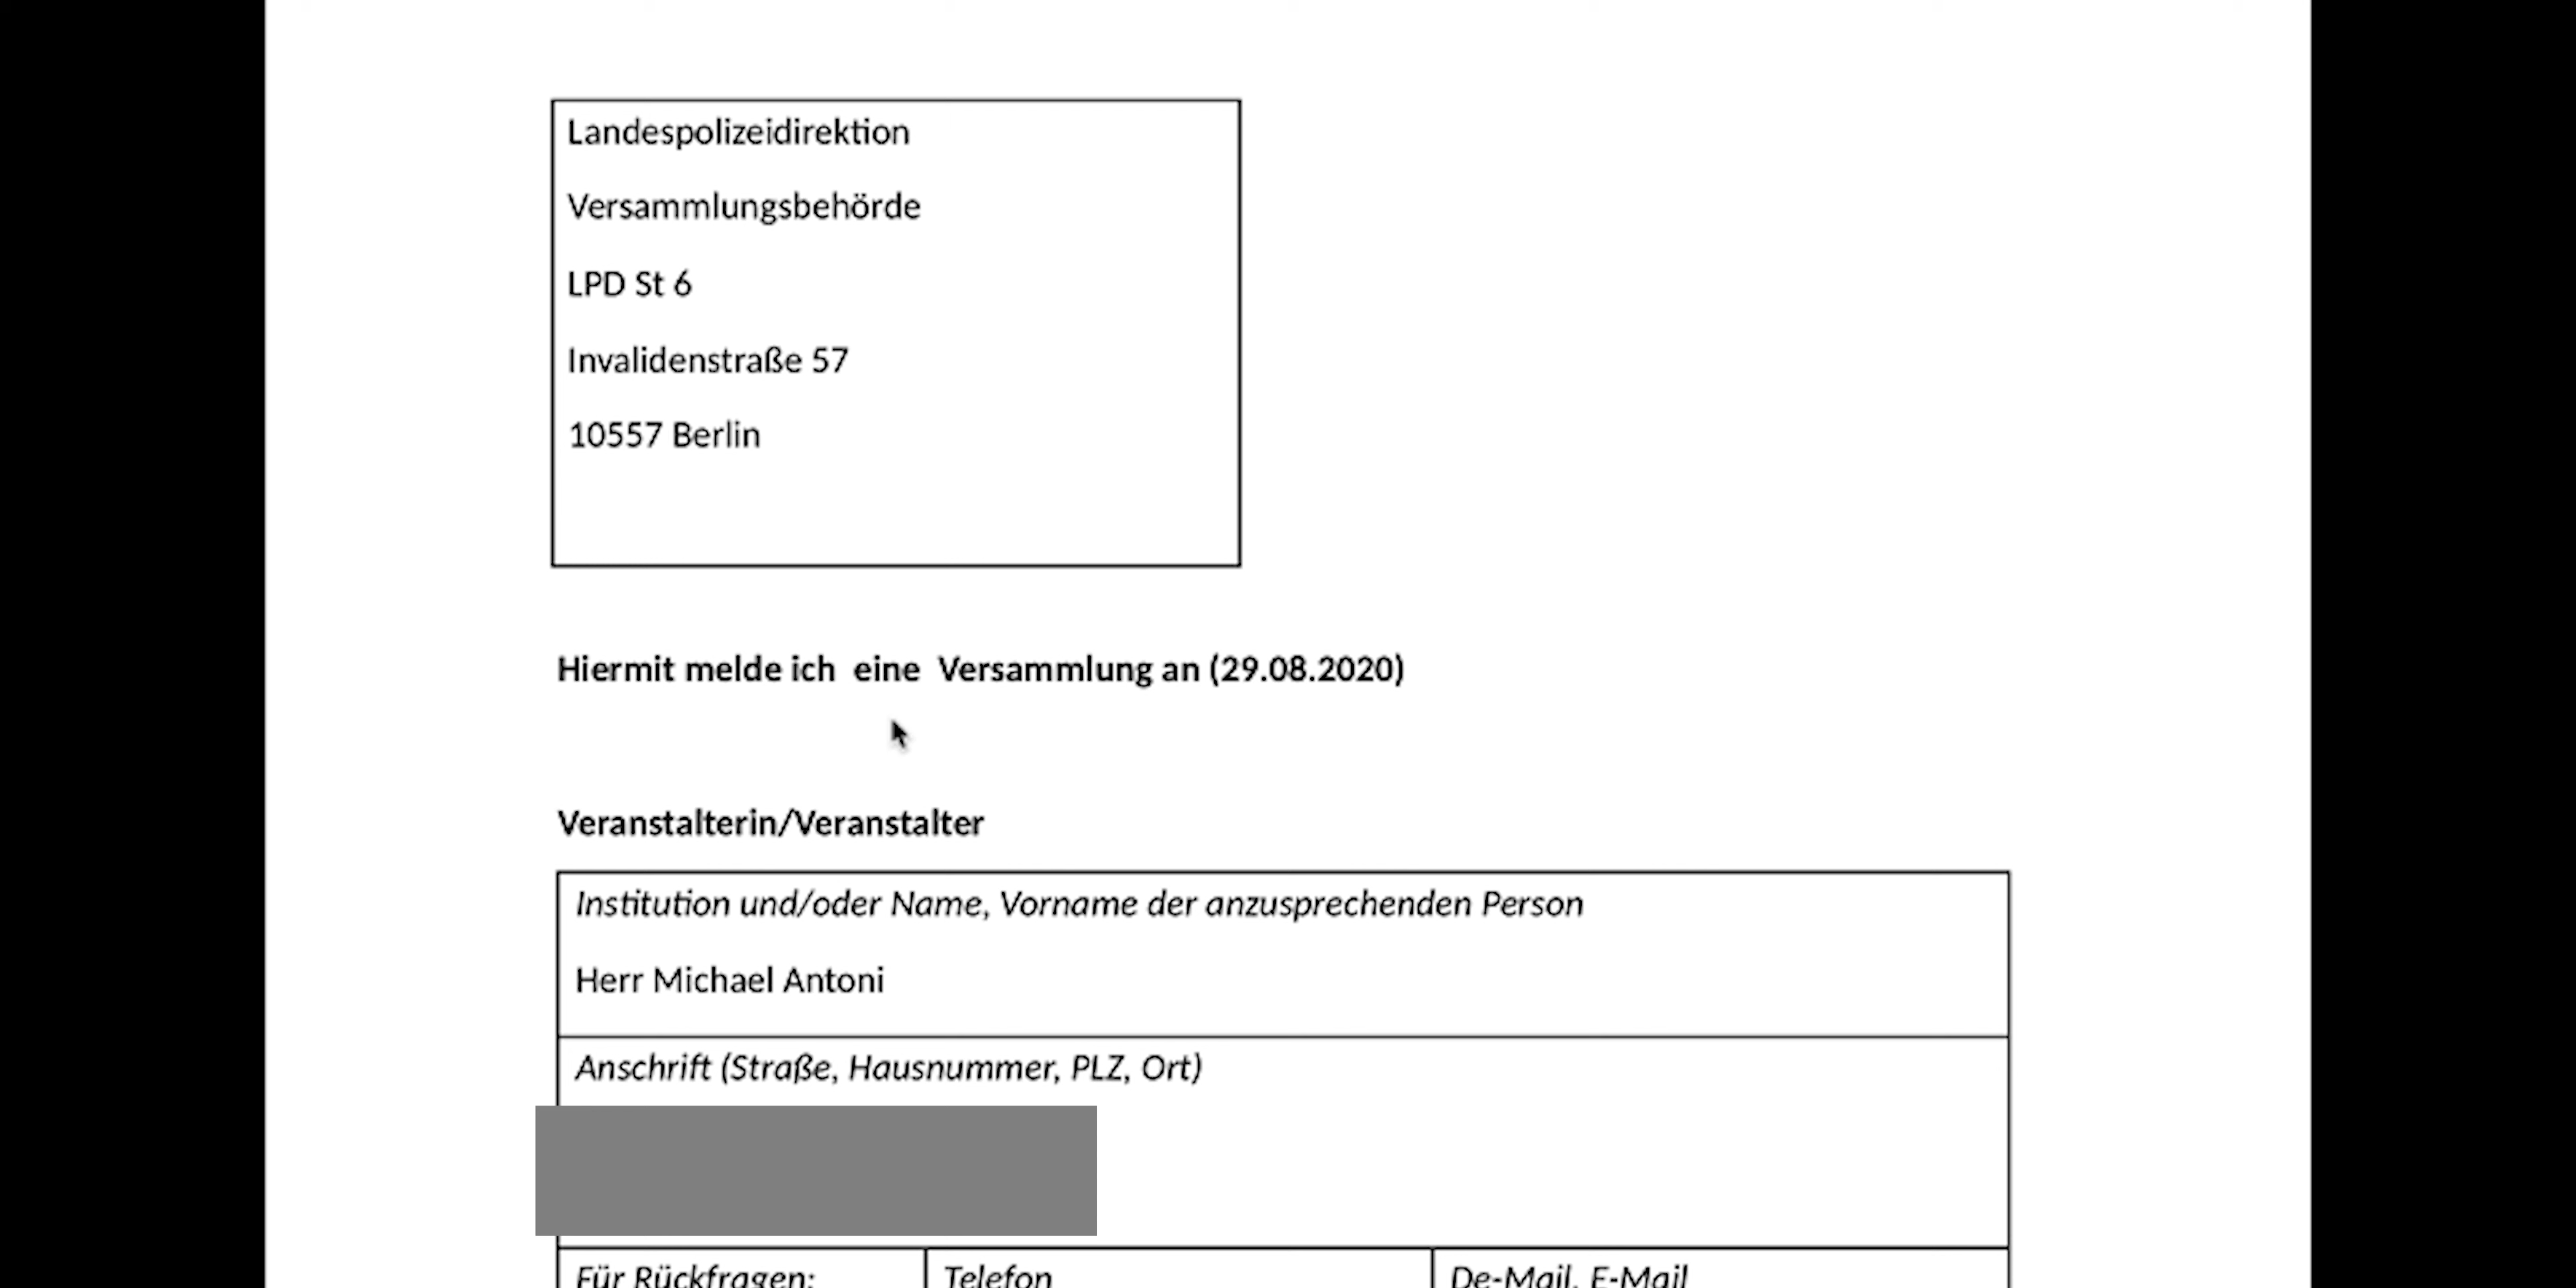 Landespolizeidirektion
Versammlungsbehörde
LPD St 6
Invalidenstraße 57
10557 Berlin
Hiermit melde ich eine Versammlung an (29.08.2020)
Veranstalterin/Veranstalter
Institution und/oder Name, Vorname der anzusprechenden Person
Herr Michael Antoni
Anschrift (Straße, Hausnummer, PLZ, Ort)
Für Rückfragen: Telefon De-Mail, E-Mail